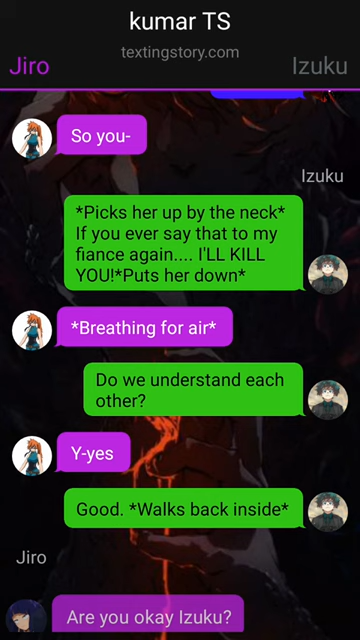 kumar TS
textingstory.com
Jiro
Izuku
So you-
Izuku
*Picks her up by the neck*
If you ever say that to my
fiance again.... I'LL KILL
YOU!*Puts her down*
*Breathing for air*
Do we understand each
other?
Y-yes
Good. *Walks back inside*
Jiro
Are you okay Izuku?